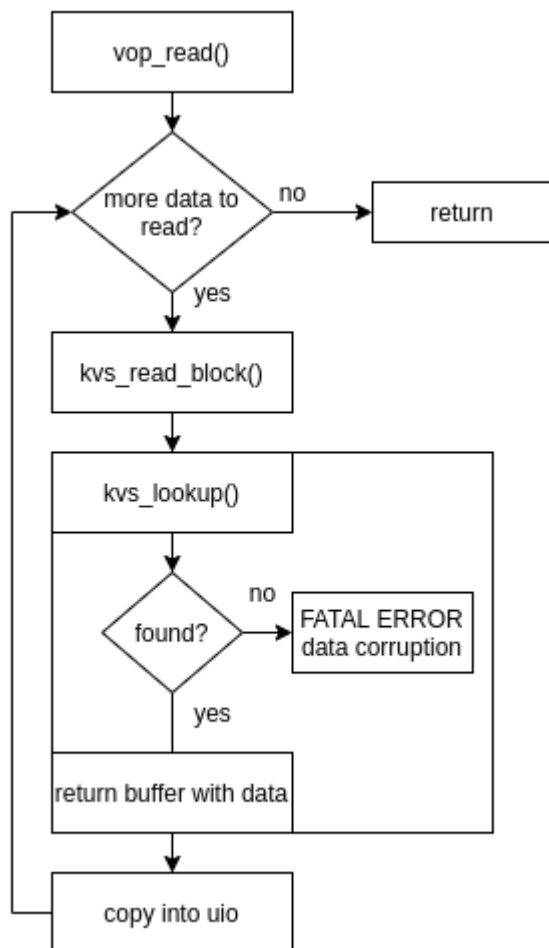 vop_read()
more data to
read?
no
return
yes
kvs_read_block()
kvs_lookup()
found?
no
FATAL ERROR
data corruption
yes
return buffer with data
copy into uio